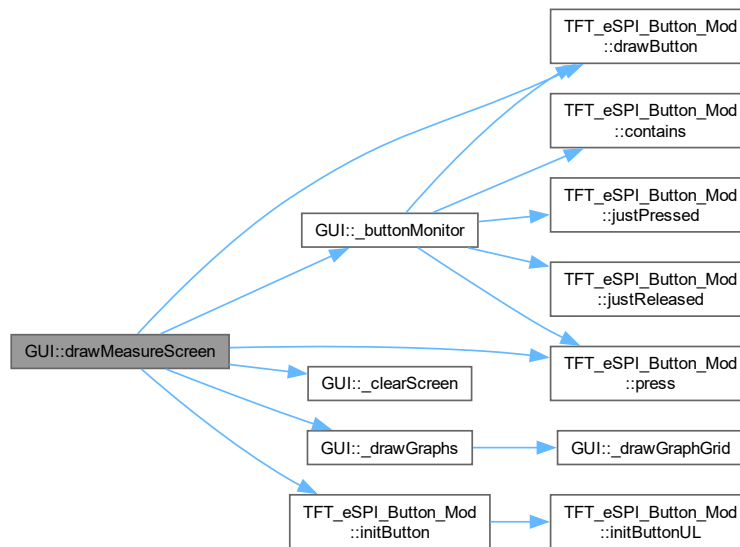 TFT_eSPI_Button_Mod
::drawButton
TFT_eSPI_Button_Mod
::contains
TFT_eSPI_Button_Mod
::justPressed
GUI::_buttonMonitor
TFT_eSPI_Button_Mod
::justReleased
GUI::drawMeasureScreen
TFT_eSPI_Button_Mod
::press
GUI::_clearScreen
GUI::_drawGraphs
GUI::_drawGraphGrid
TFT_eSPI_Button_Mod
::initButton
TFT_eSPI_Button_Mod
::initButtonUL